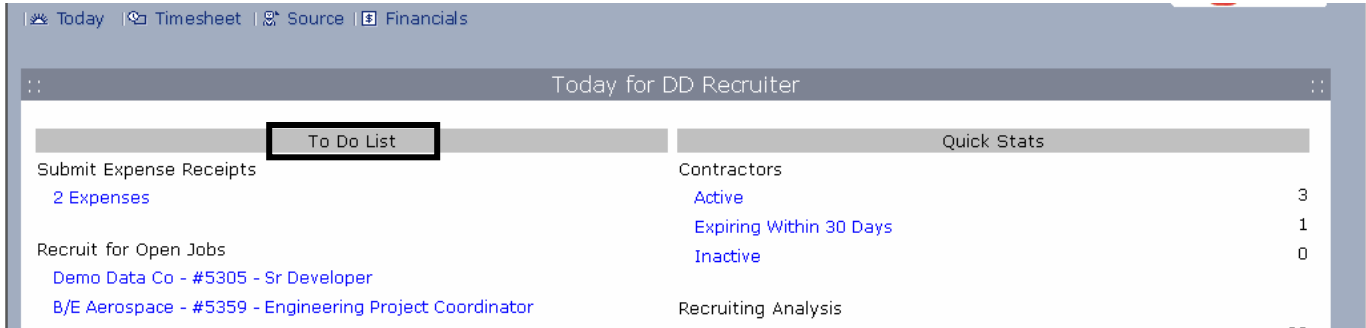 Today | Timesheet | Source | Financials
:: Today for DD Recruiter ::
To Do List
Submit Expense Receipts
2 Expenses
Recruit for Open Jobs
Demo Data Co - #5305 - Sr Developer
B/E Aerospace - #5359 - Engineering Project Coordinator
Quick Stats
Contractors
Active 3
Expiring Within 30 Days 1
Inactive 0
Recruiting Analysis